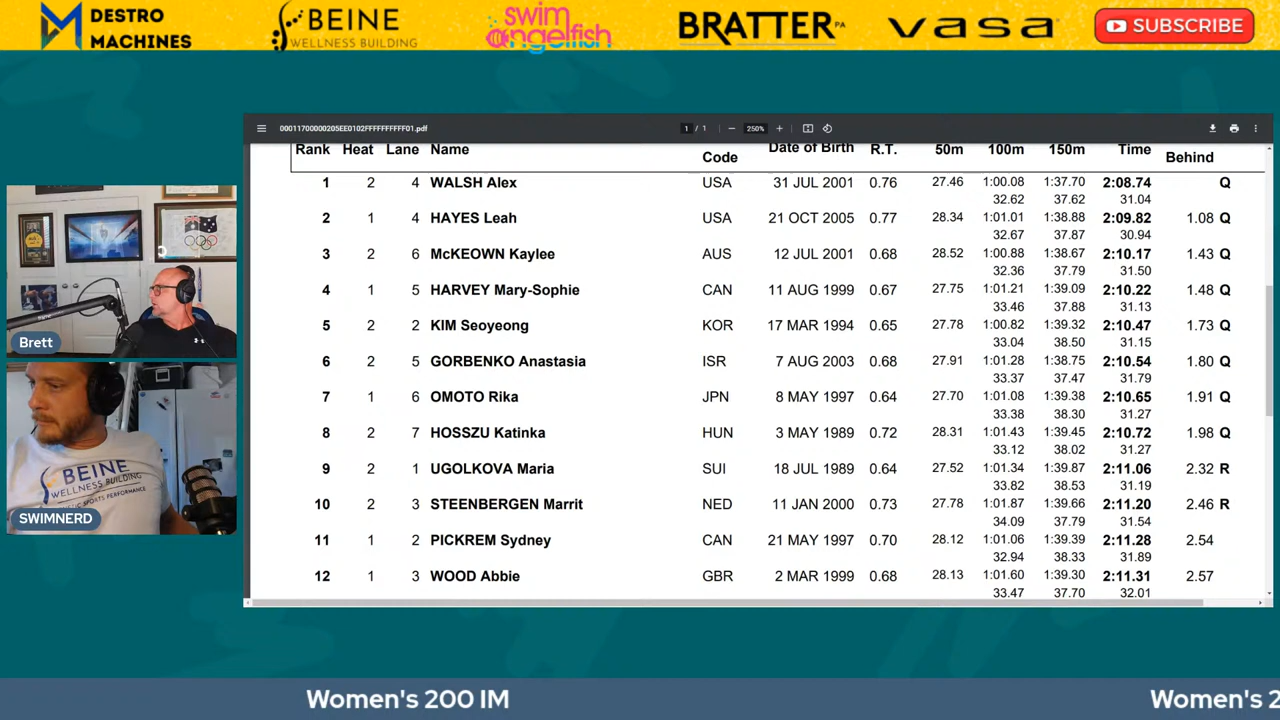 DESTRO
MACHINES
BEINE
WELLNESS BUILDING
swim
angelfish
BRATTER PA
vasa
SUBSCRIBE
00011700000205EE0102FFFFFFFFFF01.pdf
1 / 1
250%
Rank Heat Lane Name Code Date of Birth R.T. 50m 100m 150m Time Behind
1 2 4 WALSH Alex USA 31 JUL 2001 0.76 27.46 1:00.08 1:37.70 2:08.74 Q
32.62 37.62 31.04
2 1 4 HAYES Leah USA 21 OCT 2005 0.77 28.34 1:01.01 1:38.88 2:09.82 1.08 Q
32.67 37.87 30.94
3 2 6 McKEOWN Kaylee AUS 12 JUL 2001 0.68 28.52 1:00.88 1:38.67 2:10.17 1.43 Q
32.36 37.79 31.50
4 1 5 HARVEY Mary-Sophie CAN 11 AUG 1999 0.67 27.75 1:01.21 1:39.09 2:10.22 1.48 Q
33.46 37.88 31.13
5 2 2 KIM Seoyeong KOR 17 MAR 1994 0.65 27.78 1:00.82 1:39.32 2:10.47 1.73 Q
33.04 38.50 31.15
6 2 5 GORBENKO Anastasia ISR 7 AUG 2003 0.68 27.91 1:01.28 1:38.75 2:10.54 1.80 Q
33.37 37.47 31.79
7 1 6 OMOTO Rika JPN 8 MAY 1997 0.64 27.70 1:01.08 1:39.38 2:10.65 1.91 Q
33.38 38.30 31.27
8 2 7 HOSSZU Katinka HUN 3 MAY 1989 0.72 28.31 1:01.43 1:39.45 2:10.72 1.98 Q
33.12 38.02 31.27
9 2 1 UGOLKOVA Maria SUI 18 JUL 1989 0.64 27.52 1:01.34 1:39.87 2:11.06 2.32 R
33.82 38.53 31.19
10 2 3 STEENBERGEN Marrit NED 11 JAN 2000 0.73 27.78 1:01.87 1:39.66 2:11.20 2.46 R
34.09 37.79 31.54
11 1 2 PICKREM Sydney CAN 21 MAY 1997 0.70 28.12 1:01.06 1:39.39 2:11.28 2.54
32.94 38.33 31.89
12 1 3 WOOD Abbie GBR 2 MAR 1999 0.68 28.13 1:01.60 1:39.30 2:11.31 2.57
33.47 37.70 32.01
Brett
BEINE
WELLNESS BUILDING
SPORTS PERFORMANCE
SWIMNERD
Women's 200 IM
Women's 2